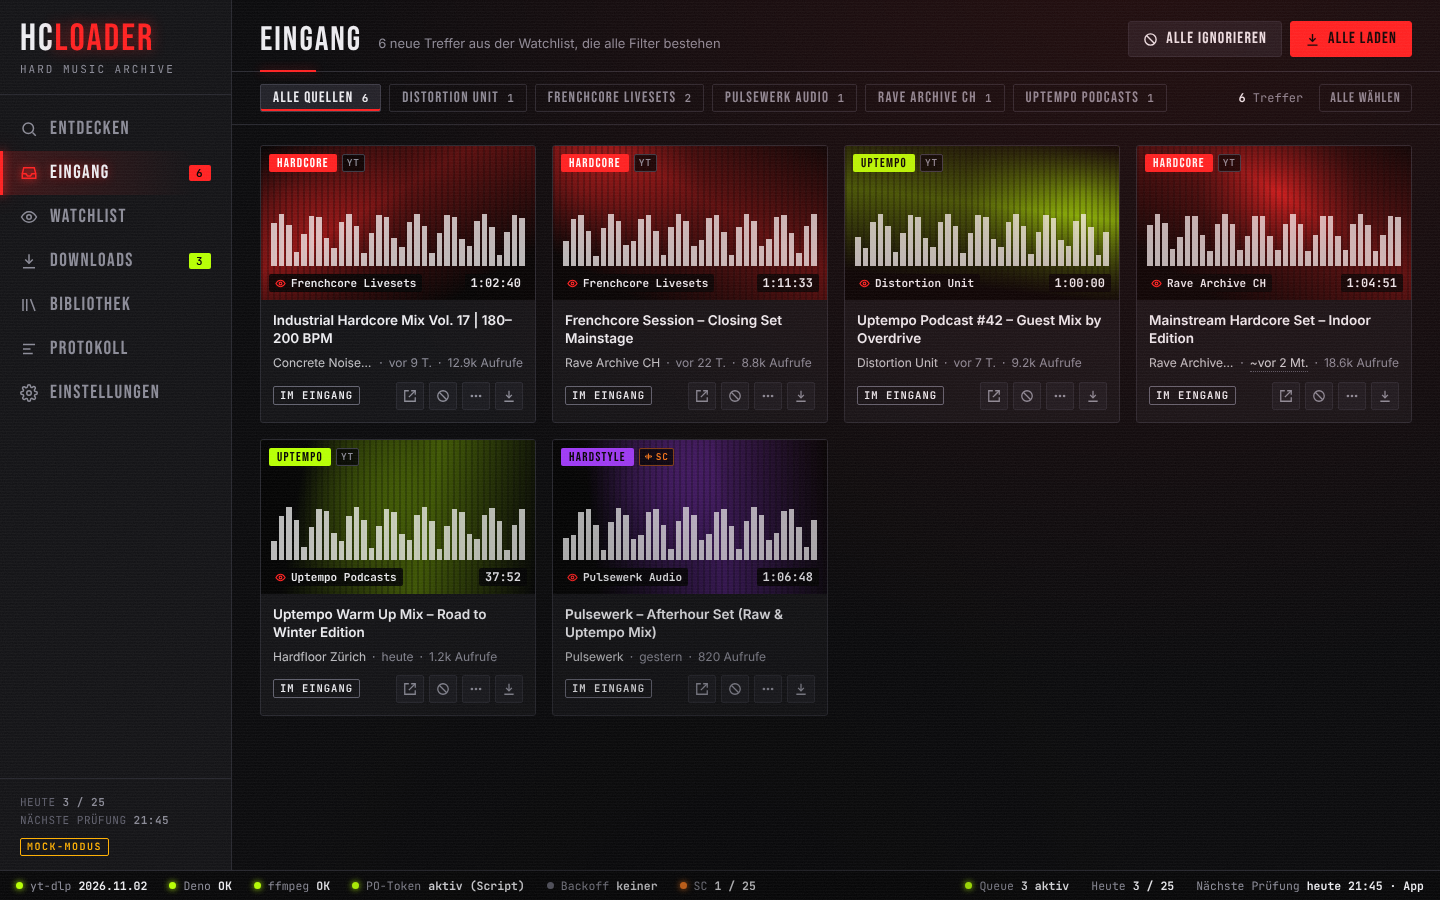 HCLOADER
HARD MUSIC ARCHIVE
ENTDECKEN
EINGANG 6
WATCHLIST
DOWNLOADS 3
BIBLIOTHEK
PROTOKOLL
EINSTELLUNGEN
HEUTE 3 / 25
NÄCHSTE PRÜFUNG 21:45
MOCK-MODUS
EINGANG 6 neue Treffer aus der Watchlist, die alle Filter bestehen ALLE IGNORIEREN ALLE LADEN
ALLE QUELLEN 6 DISTORTION UNIT 1 FRENCHCORE LIVESETS 2 PULSEWERK AUDIO 1 RAVE ARCHIVE CH 1 UPTEMPO PODCASTS 1 6 Treffer ALLE WÄHLEN
HARDCORE YT
Frenchcore Livesets 1:02:40
Industrial Hardcore Mix Vol. 17 | 180–
200 BPM
Concrete Noise... · vor 9 T. · 12.9k Aufrufe
IM EINGANG
HARDCORE YT
Frenchcore Livesets 1:11:33
Frenchcore Session – Closing Set
Mainstage
Rave Archive CH · vor 22 T. · 8.8k Aufrufe
IM EINGANG
UPTEMPO YT
Distortion Unit 1:00:00
Uptempo Podcast #42 – Guest Mix by
Overdrive
Distortion Unit · vor 7 T. · 9.2k Aufrufe
IM EINGANG
HARDCORE YT
Rave Archive CH 1:04:51
Mainstream Hardcore Set – Indoor
Edition
Rave Archive... · ~vor 2 Mt. · 18.6k Aufrufe
IM EINGANG
UPTEMPO YT
Uptempo Podcasts 37:52
Uptempo Warm Up Mix – Road to
Winter Edition
Hardfloor Zürich · heute · 1.2k Aufrufe
IM EINGANG
HARDSTYLE SC
Pulsewerk Audio 1:06:48
Pulsewerk – Afterhour Set (Raw &
Uptempo Mix)
Pulsewerk · gestern · 820 Aufrufe
IM EINGANG
yt-dlp 2026.11.02 Deno OK ffmpeg OK PO-Token aktiv (Script) Backoff keiner SC 1 / 25 Queue 3 aktiv Heute 3 / 25 Nächste Prüfung heute 21:45 · App